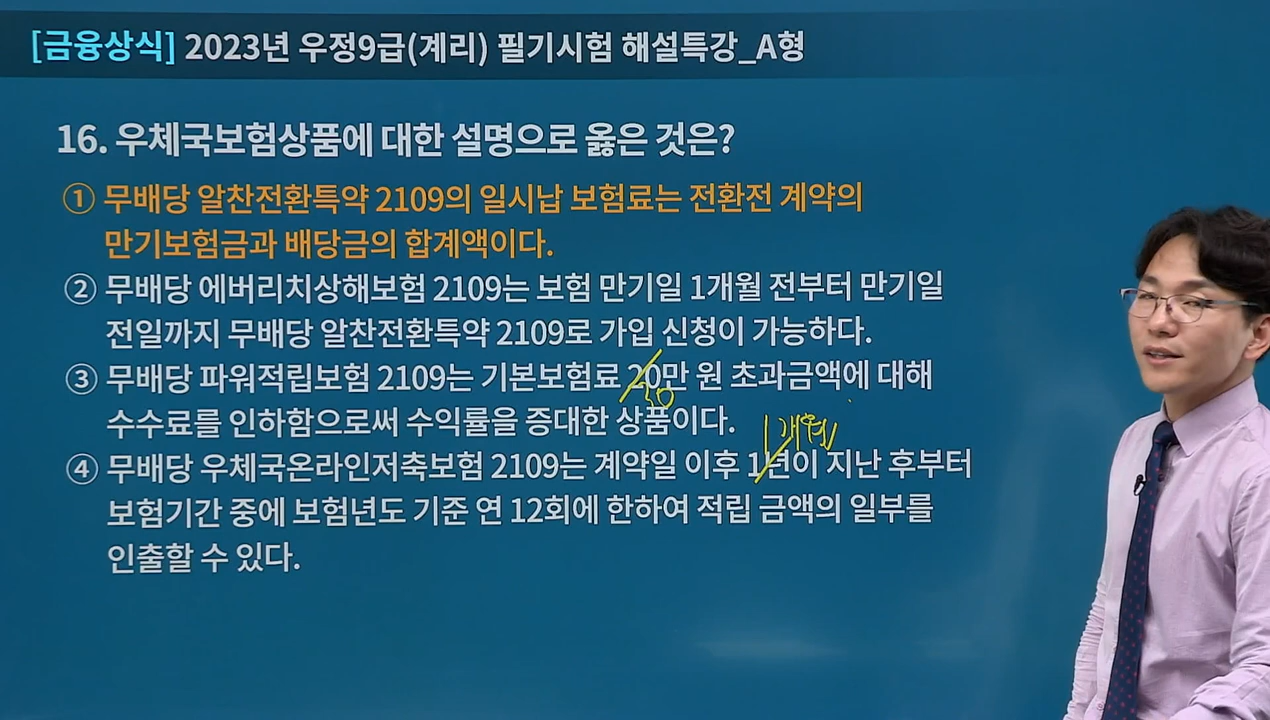 [금융상식] 2023년 우정9급(계리) 필기시험 해설특강_A형
16. 우체국보험상품에 대한 설명으로 옳은 것은?
① 무배당 알찬전환특약 2109의 일시납 보험료는 전환전 계약의
만기보험금과 배당금의 합계액이다.
② 무배당 에버리치상해보험 2109는 보험 만기일 1개월 전부터 만기일
전일까지 무배당 알찬전환특약 2109로 가입 신청이 가능하다.
③ 무배당 파워적립보험 2109는 기본보험료 20만 원 초과금액에 대해
30
수수료를 인하함으로써 수익률을 증대한 상품이다.
1개월
④ 무배당 우체국온라인저축보험 2109는 계약일 이후 1년이 지난 후부터
보험기간 중에 보험년도 기준 연 12회에 한하여 적립 금액의 일부를
인출할 수 있다.